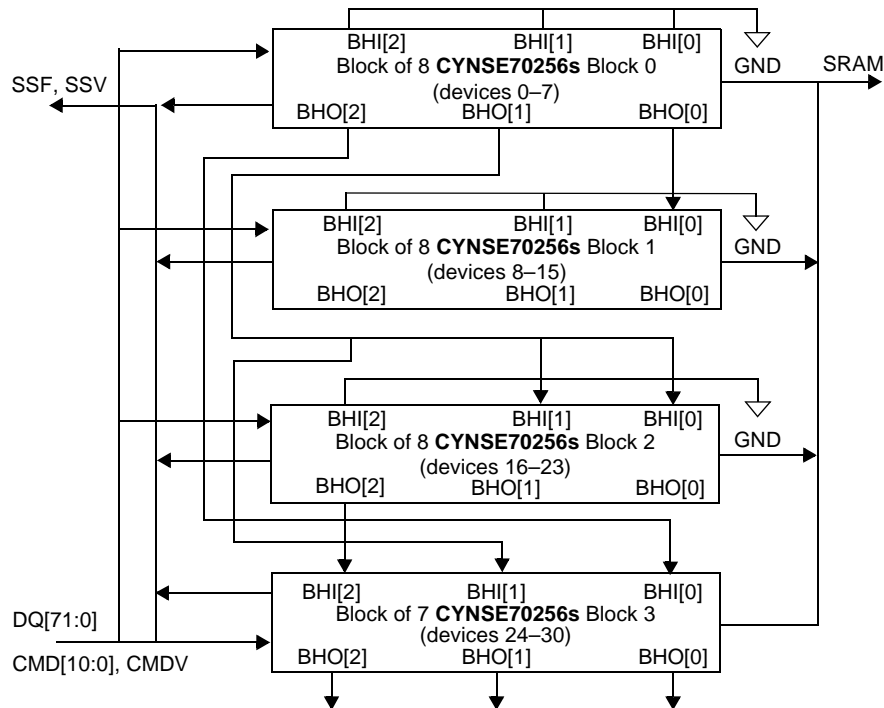 BHI[2] BHI[1] BHI[0]
Block of 8 CYNSE70256s Block 0
GND
SRAM
SSF, SSV
(devices 0–7)
BHO[2] BHO[1] BHO[0]
BHI[2] BHI[1] BHI[0]
Block of 8 CYNSE70256s Block 1
GND
(devices 8–15)
BHO[2] BHO[1] BHO[0]
BHI[2] BHI[1] BHI[0]
Block of 8 CYNSE70256s Block 2
GND
(devices 16–23)
BHO[2] BHO[1] BHO[0]
BHI[2] BHI[1] BHI[0]
Block of 7 CYNSE70256s Block 3
DQ[71:0]
(devices 24–30)
CMD[10:0], CMDV
BHO[2] BHO[1] BHO[0]